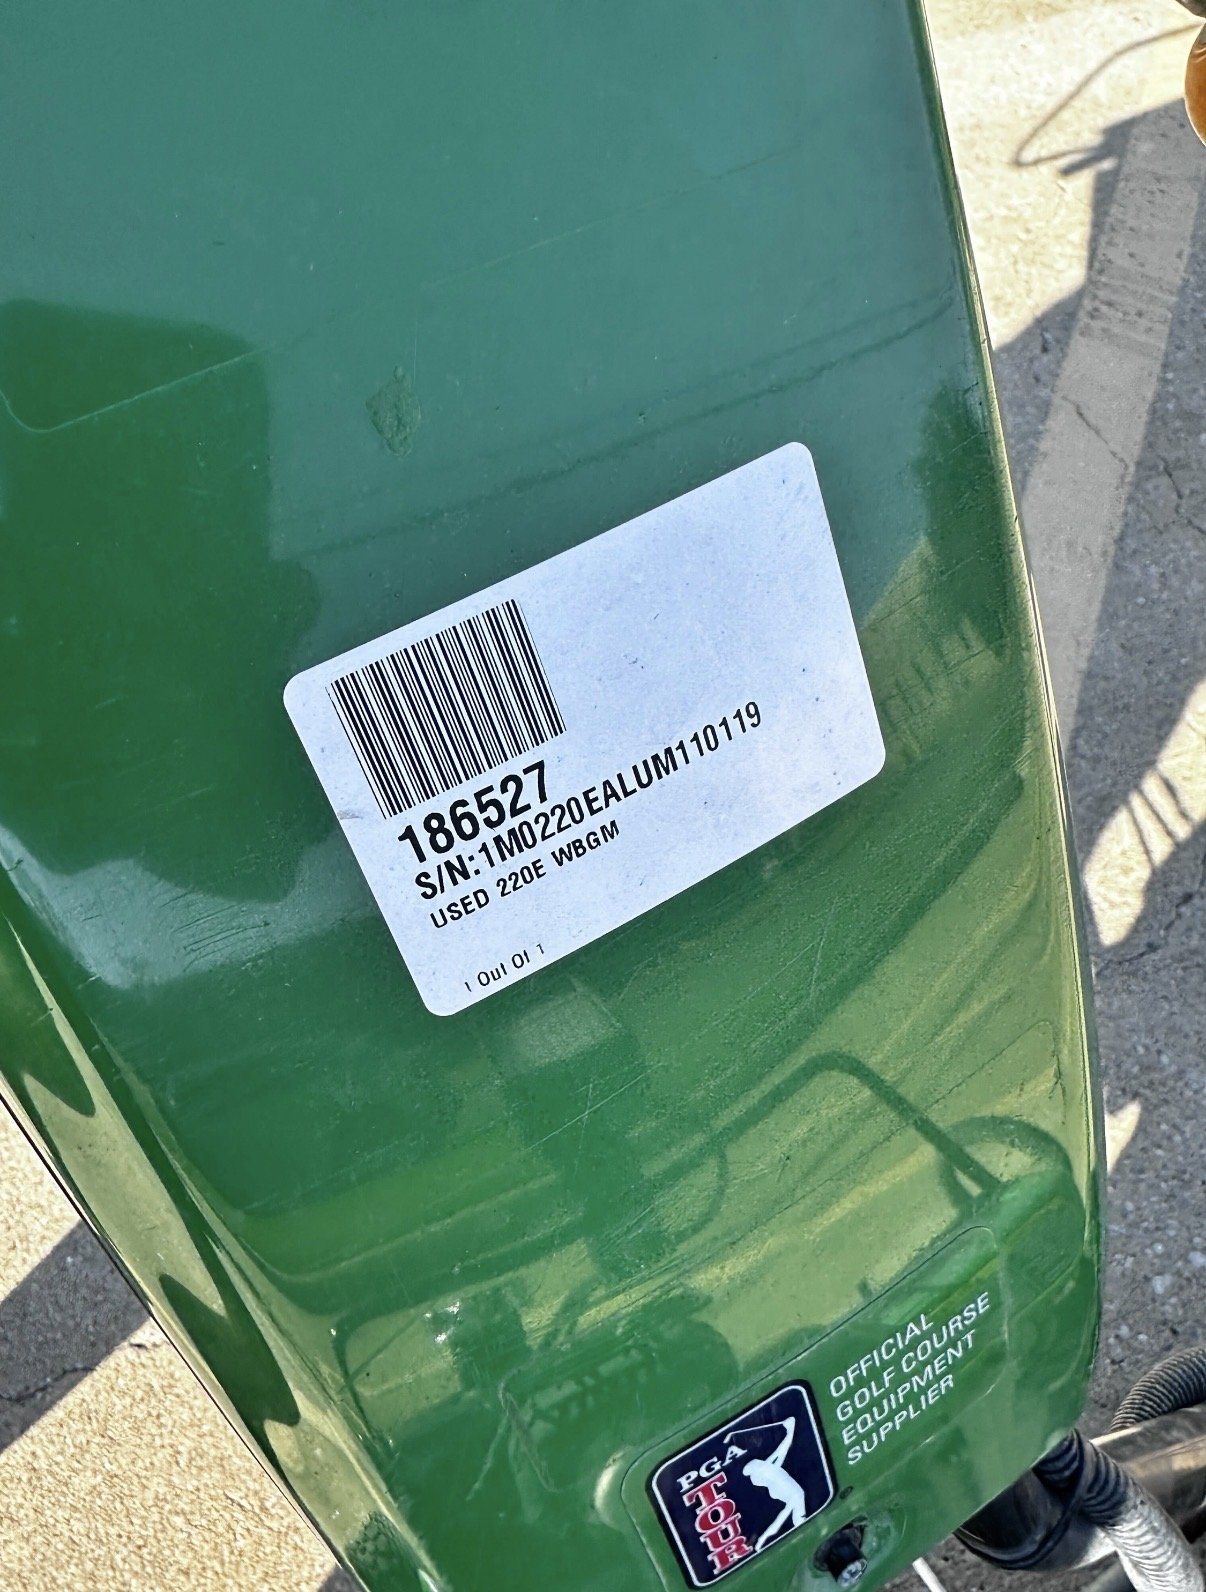 186527
S/N:1M0220EALUM110119
USED 220E WBGM
1 Out Of 1
OFFICIAL
GOLF COURSE
EQUIPMENT
SUPPLIER
PGA
TOUR